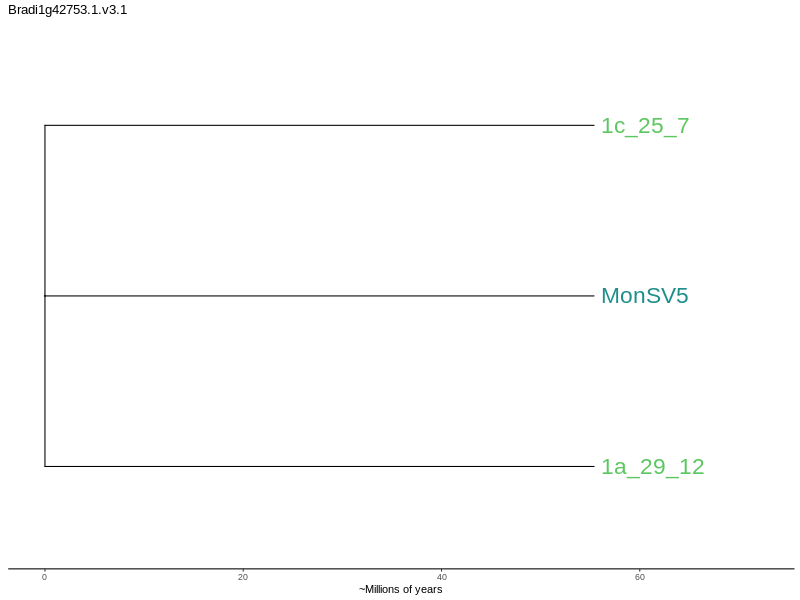 Bradi1g42753.1.v3.1
1c_25_7
MonSV5
1a_29_12
0 20 40 60
~Millions of years